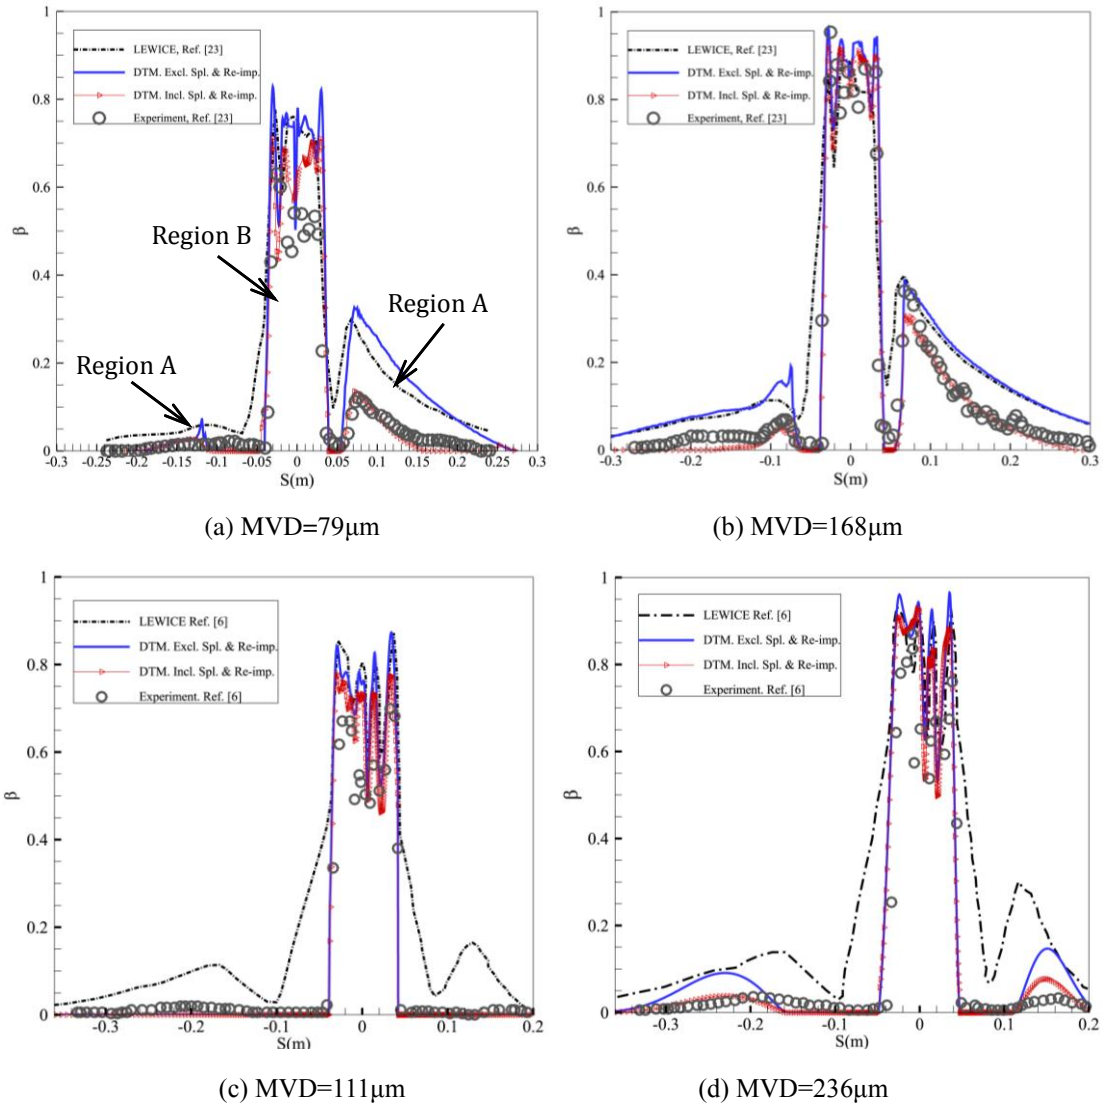 1
LEWICE, Ref. [23]
DTM. Excl. Spl. & Re-imp.
DTM. Incl. Spl. & Re-imp.
Experiment, Ref. [23]
0.8
0.6
β
Region B
0.4
Region A
Region A
0.2
0
-0.3 -0.25 -0.2 -0.15 -0.1 -0.05 0 0.05 0.1 0.15 0.2 0.25 0.3
S(m)
(a) MVD=79μm
1
LEWICE, Ref. [23]
DTM. Excl. Spl. & Re-imp.
DTM. Incl. Spl. & Re-imp.
Experiment, Ref. [23]
0.8
0.6
β
0.4
0.2
0
-0.3 -0.2 -0.1 0 0.1 0.2 0.3
S(m)
(b) MVD=168μm
1
LEWICE Ref. [6]
DTM. Excl. Spl. & Re-imp.
DTM. Incl. Spl. & Re-imp.
Experiment. Ref. [6]
0.8
0.6
β
0.4
0.2
0
-0.3 -0.2 -0.1 0 0.1 0.2
S(m)
(c) MVD=111μm
1
LEWICE Ref. [6]
DTM. Excl. Spl. & Re-imp.
DTM. Incl. Spl. & Re-imp.
Experiment. Ref. [6]
0.8
0.6
β
0.4
0.2
0
-0.3 -0.2 -0.1 0 0.1 0.2
S(m)
(d) MVD=236μm